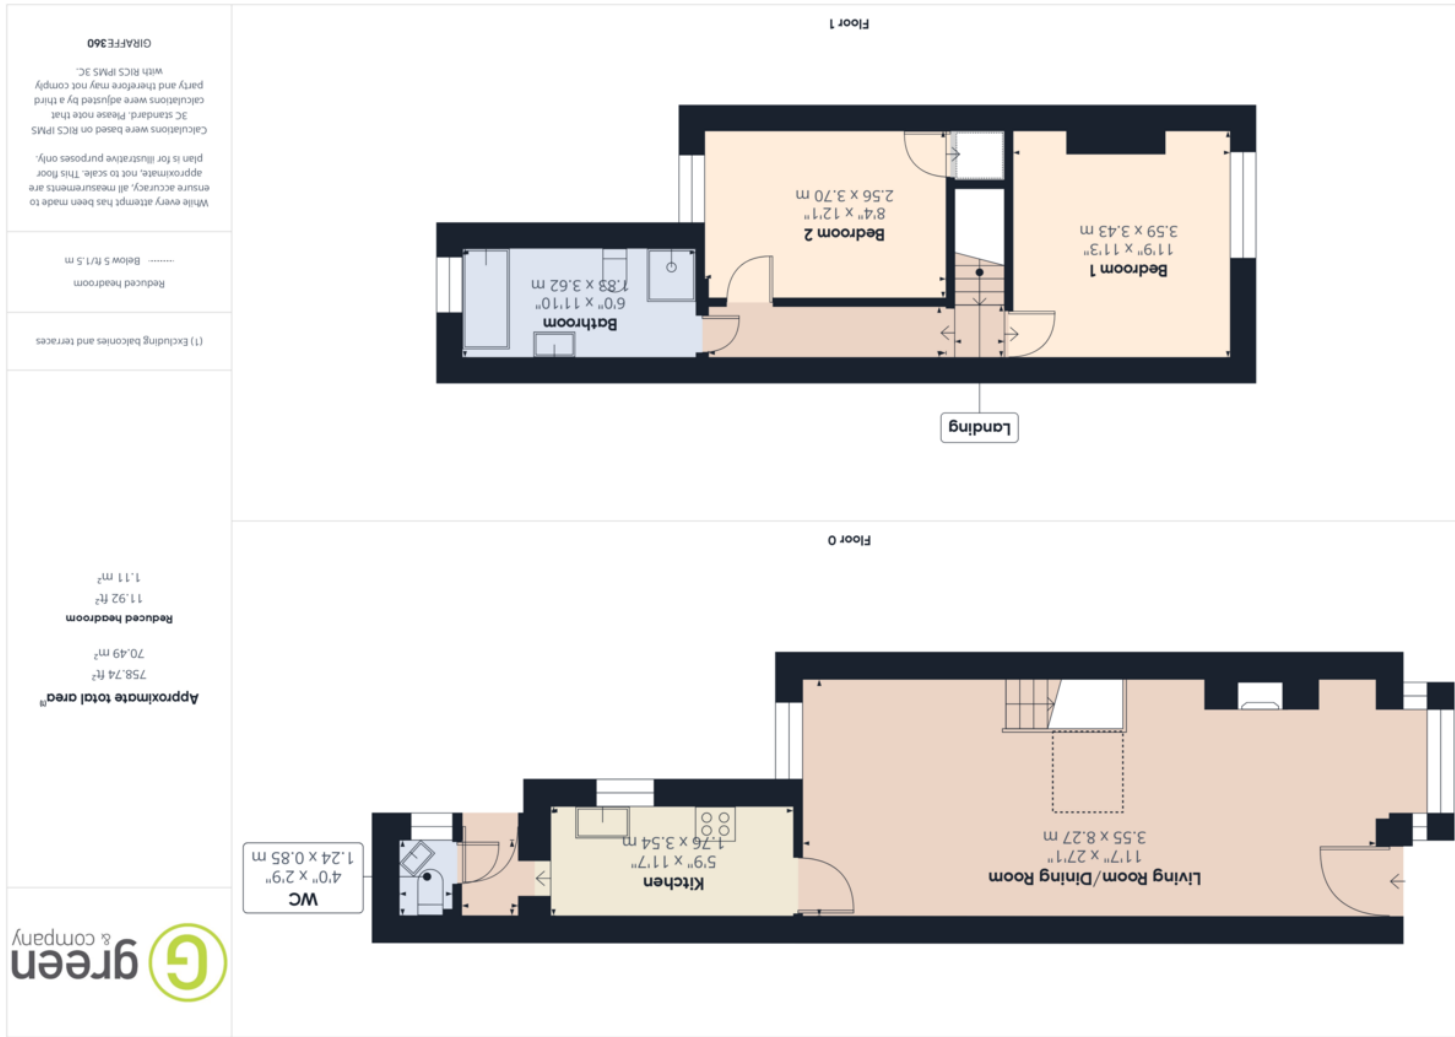 green
& company
Approximate total area⁽¹⁾
758.74 ft²
70.49 m²
Reduced headroom
11.92 ft²
1.11 m²
(1) Excluding balconies and terraces
Reduced headroom
Below 5 ft/1.5 m
While every attempt has been made to
ensure accuracy, all measurements are
approximate, not to scale. This floor
plan is for illustrative purposes only.
Calculations were based on RICS IPMS
3C standard. Please note that
calculations were adjusted by a third
party and therefore may not comply
with RICS IPMS 3C.
GIRAFFE360
Living Room/Dining Room
11'7" x 27'1"
3.55 x 8.27 m
Kitchen
5'9" x 11'7"
1.76 x 3.54 m
WC
4'0" x 2'9"
1.24 x 0.85 m
Floor 0
Landing
Bedroom 1
11'9" x 11'3"
3.59 x 3.43 m
Bedroom 2
8'4" x 12'1"
2.56 x 3.70 m
Bathroom
6'0" x 11'10"
1.83 x 3.62 m
Floor 1